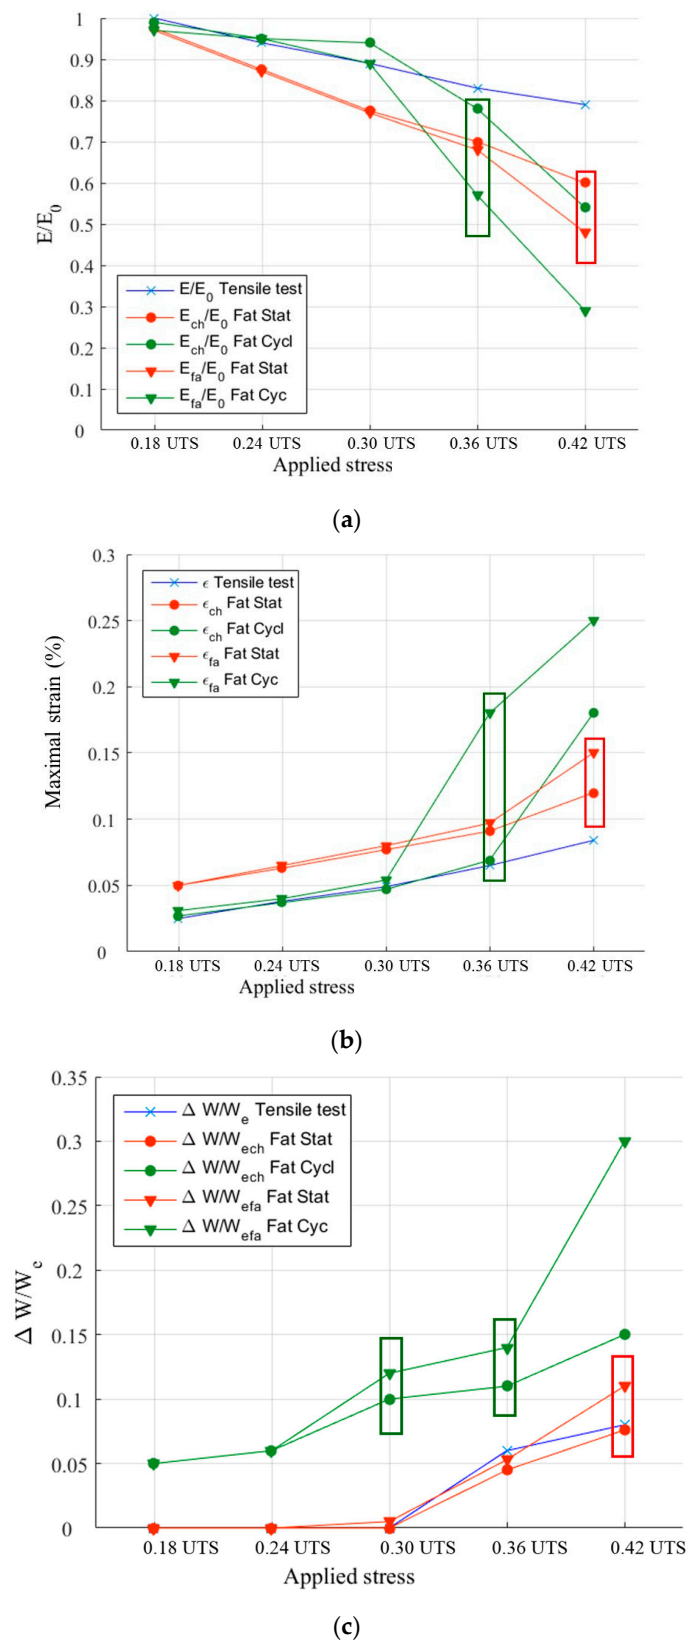 1
0.9
0.8
0.7
0.6
0.5
0.4
0.3
0.2
0.1
0
E/E0
E/E0 Tensile test
Ech/E0 Fat Stat
Ech/E0 Fat Cycl
Efa/E0 Fat Stat
Efa/E0 Fat Cyc
0.18 UTS 0.24 UTS 0.30 UTS 0.36 UTS 0.42 UTS
Applied stress
(a)
0.3
0.25
0.2
0.15
0.1
0.05
0
Maximal strain (%)
ϵ Tensile test
ϵch Fat Stat
ϵch Fat Cycl
ϵfa Fat Stat
ϵfa Fat Cyc
0.18 UTS 0.24 UTS 0.30 UTS 0.36 UTS 0.42 UTS
Applied stress
(b)
0.35
0.3
0.25
0.2
0.15
0.1
0.05
0
Δ W/We
Δ W/We Tensile test
Δ W/Wech Fat Stat
Δ W/Wech Fat Cycl
Δ W/Wefa Fat Stat
Δ W/Wefa Fat Cyc
0.18 UTS 0.24 UTS 0.30 UTS 0.36 UTS 0.42 UTS
Applied stress
(c)